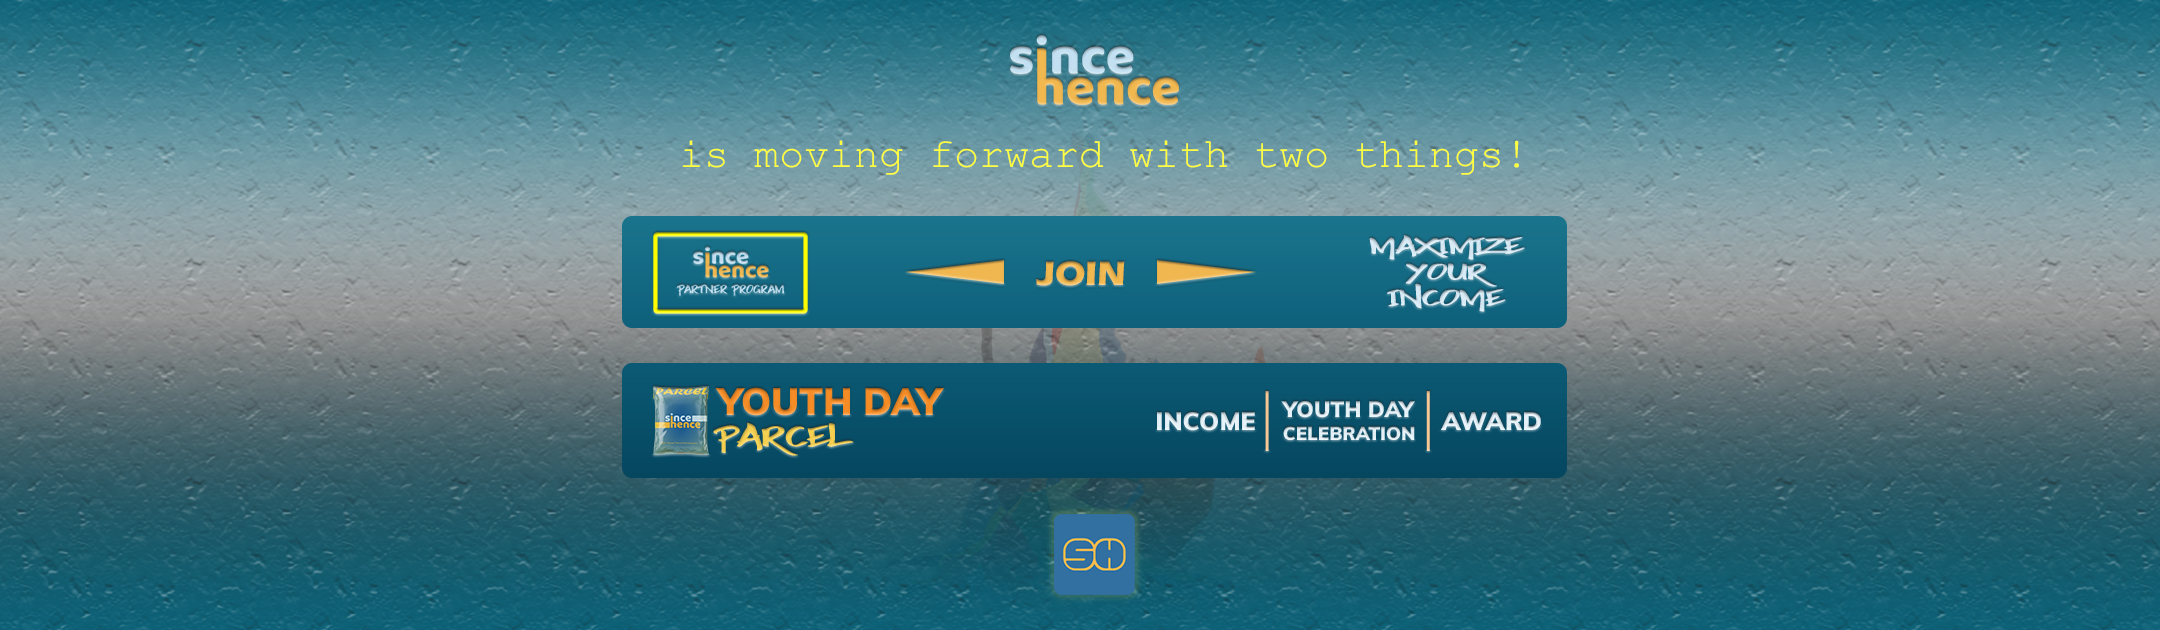 since
hence
is moving forward with two things!
since
hence
PARTNER PROGRAM
JOIN
MAXIMIZE
YOUR
INCOME
PARCEL
since
hence
YOUTH DAY
PARCEL
INCOME
YOUTH DAY
CELEBRATION
AWARD
SH